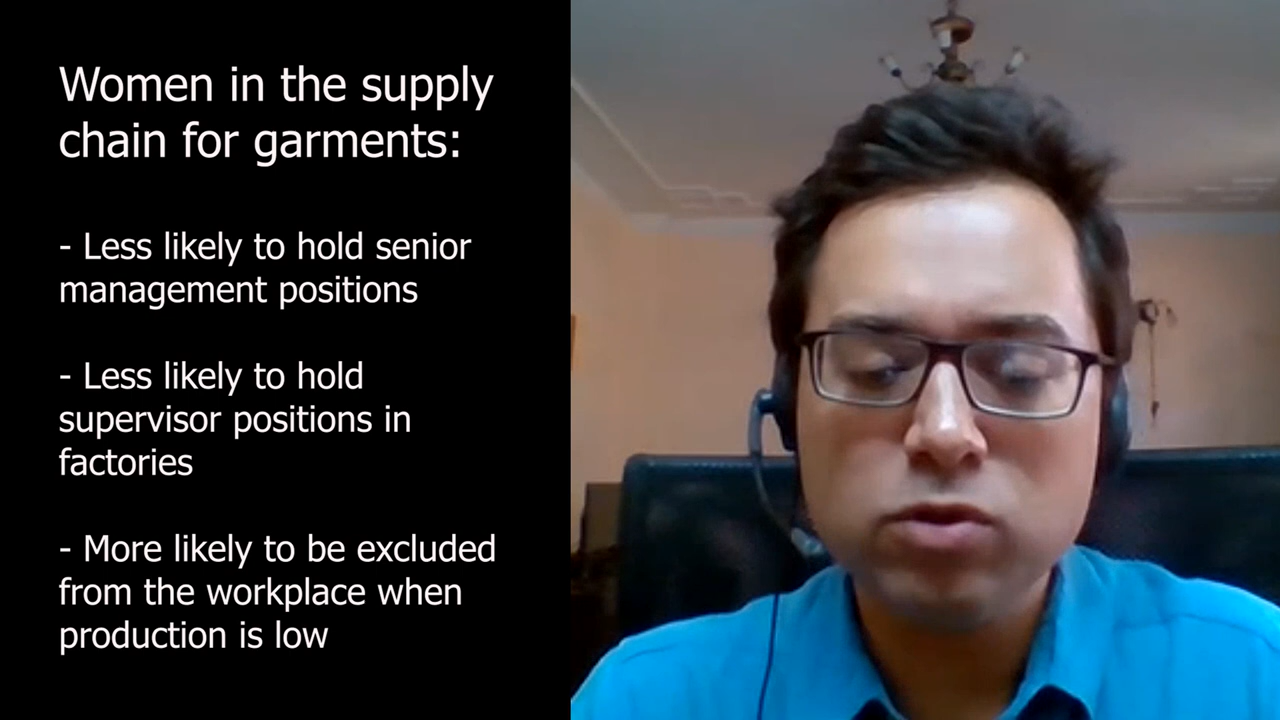 Women in the supply
chain for garments:
- Less likely to hold senior
management positions
- Less likely to hold
supervisor positions in
factories
- More likely to be excluded
from the workplace when
production is low